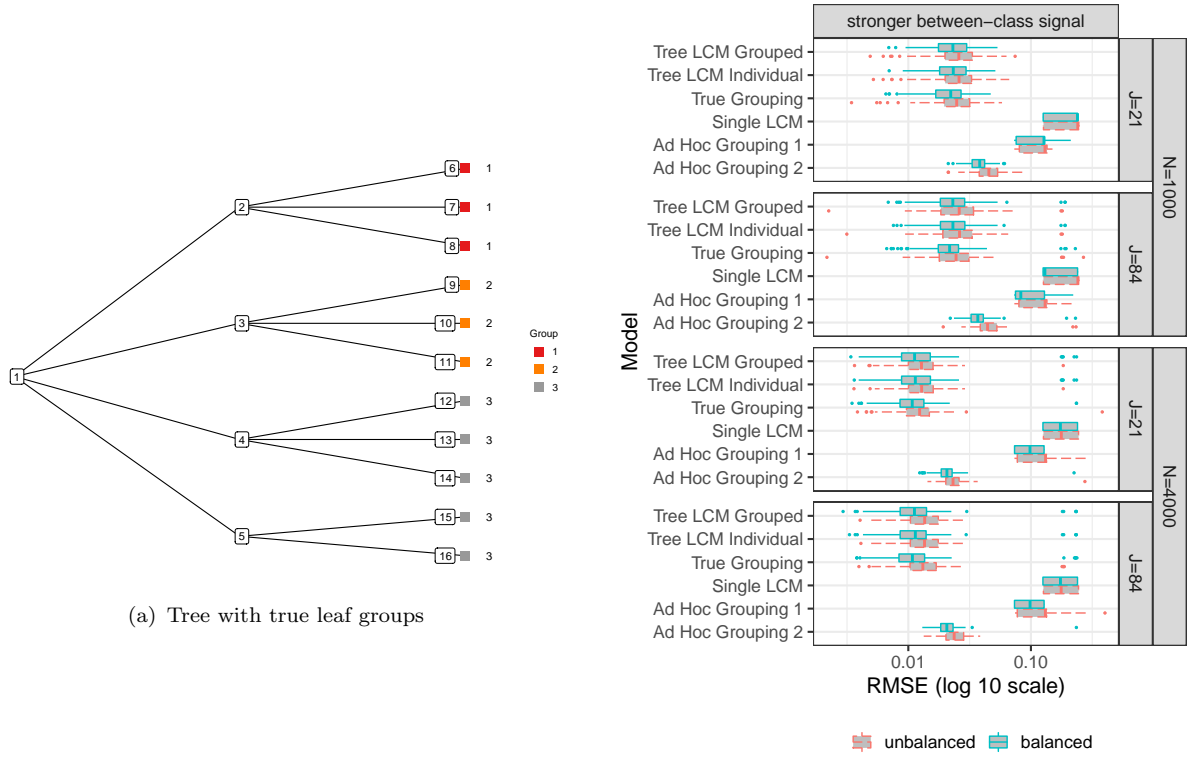 1
2
3
4
5
6
7
8
9
10
11
12
13
14
15
16
1
1
1
2
2
2
3
3
3
3
3
Group
1
2
3
(a) Tree with true leaf groups
stronger between−class signal
Model
Tree LCM Grouped
Tree LCM Individual
True Grouping
Single LCM
Ad Hoc Grouping 1
Ad Hoc Grouping 2
J=21
Tree LCM Grouped
Tree LCM Individual
True Grouping
Single LCM
Ad Hoc Grouping 1
Ad Hoc Grouping 2
J=84
N=1000
Tree LCM Grouped
Tree LCM Individual
True Grouping
Single LCM
Ad Hoc Grouping 1
Ad Hoc Grouping 2
J=21
Tree LCM Grouped
Tree LCM Individual
True Grouping
Single LCM
Ad Hoc Grouping 1
Ad Hoc Grouping 2
J=84
N=4000
0.01 0.10
RMSE (log 10 scale)
unbalanced balanced